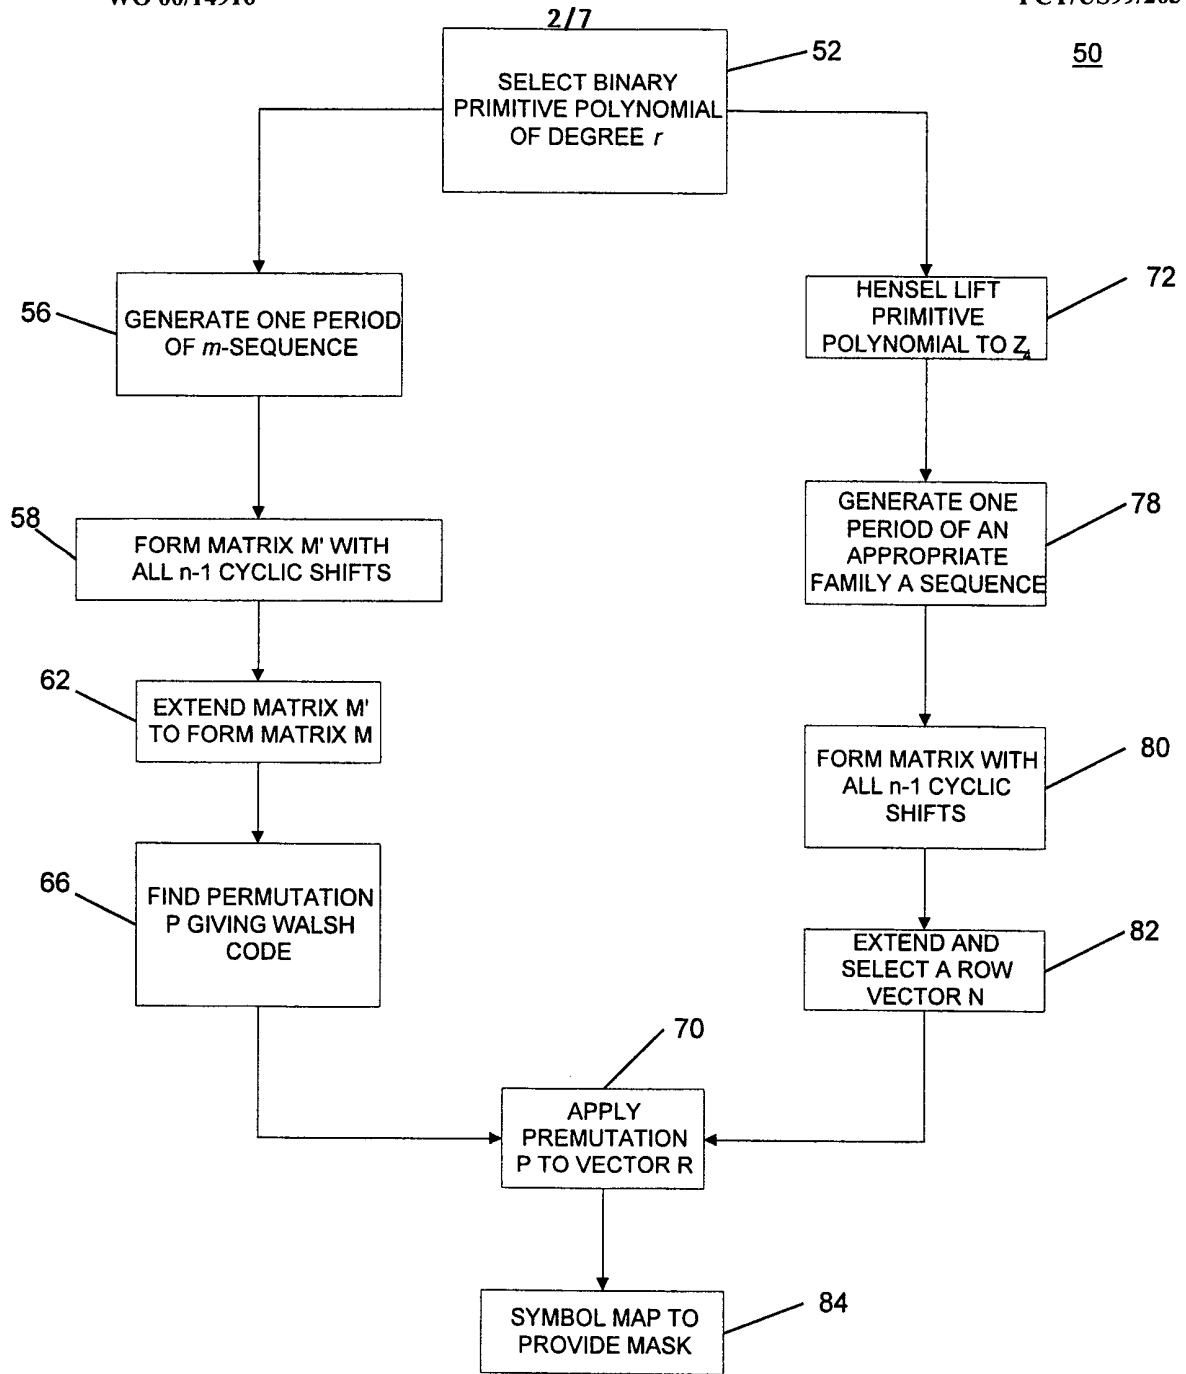 2/7
52
50
SELECT BINARY
PRIMITIVE POLYNOMIAL
OF DEGREE r
56
GENERATE ONE PERIOD
OF m-SEQUENCE
72
HENSEL LIFT
PRIMITIVE
POLYNOMIAL TO Z4
58
FORM MATRIX M' WITH
ALL n-1 CYCLIC SHIFTS
78
GENERATE ONE
PERIOD OF AN
APPROPRIATE
FAMILY A SEQUENCE
62
EXTEND MATRIX M'
TO FORM MATRIX M
80
FORM MATRIX WITH
ALL n-1 CYCLIC
SHIFTS
66
FIND PERMUTATION
P GIVING WALSH
CODE
82
EXTEND AND
SELECT A ROW
VECTOR N
70
APPLY
PREMUTATION
P TO VECTOR R
84
SYMBOL MAP TO
PROVIDE MASK